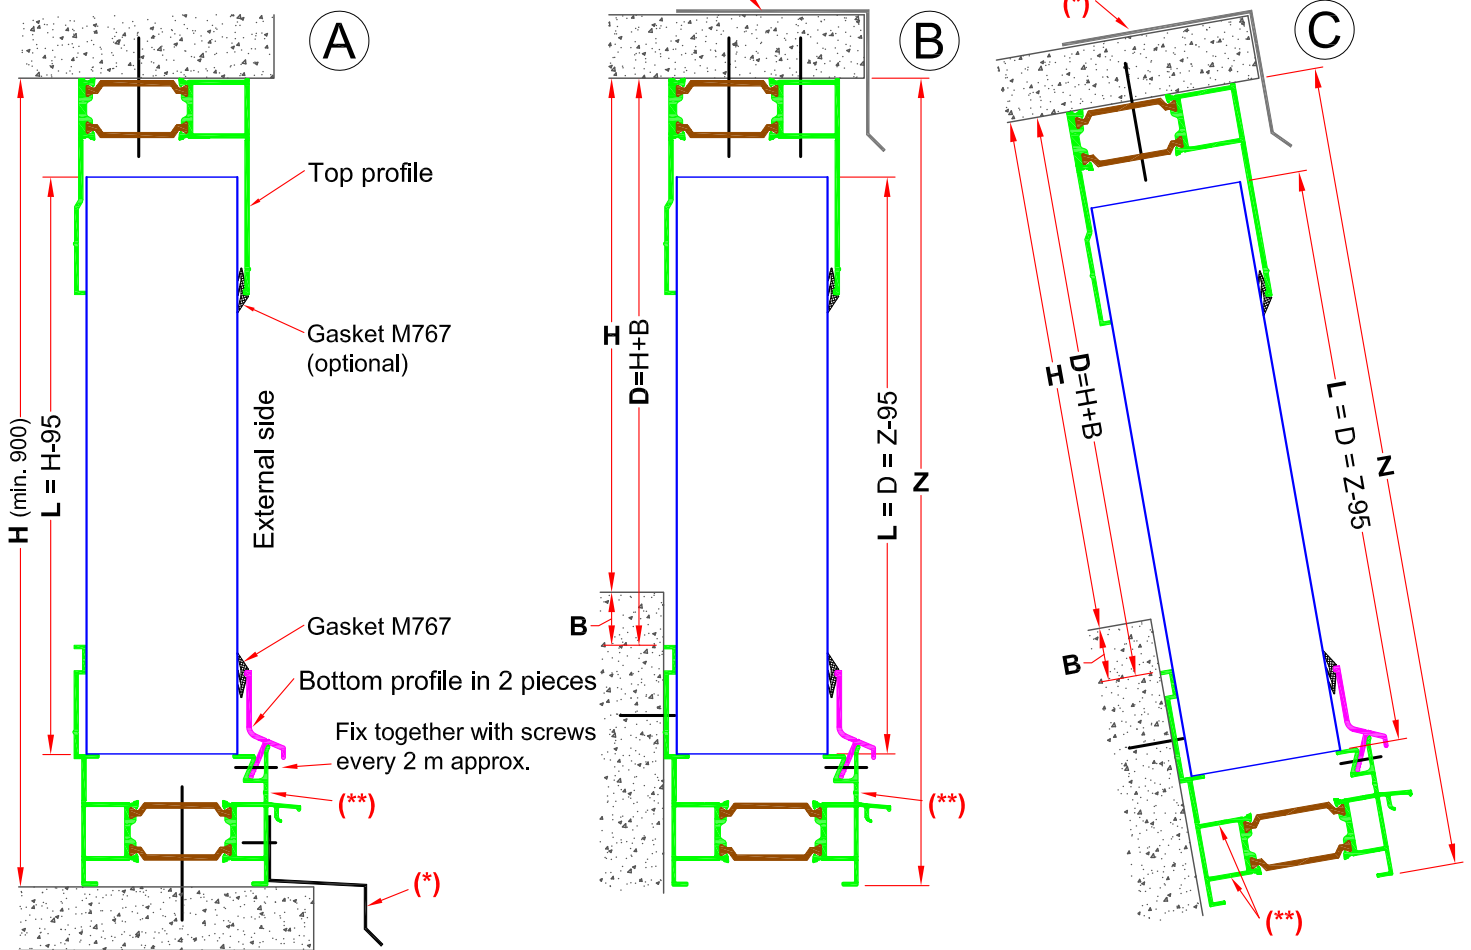 A
Top profile
Gasket M767
(optional)
External side
H (min. 900)
L = H-95
Gasket M767
Bottom profile in 2 pieces
Fix together with screws
every 2 m approx.
(**)
(*)
B
H
D=H+B
L = D = Z-95
Z
B
(**)
(*)
C
H
D=H+B
L = D = Z-95
Z
B
(**)